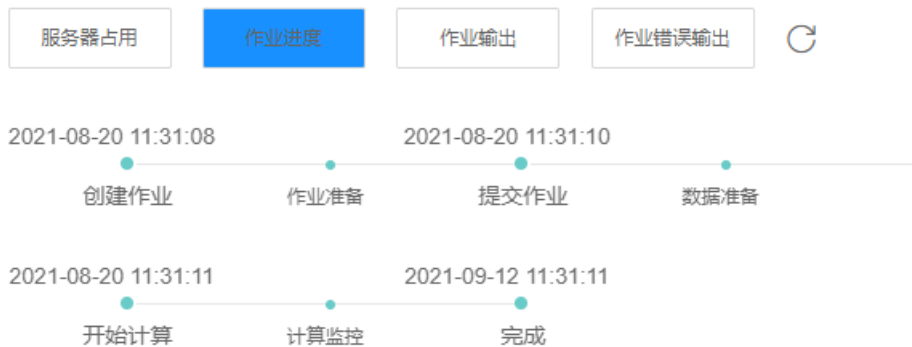 服务器占用 作业进度 作业输出 作业错误输出
2021-08-20 11:31:08 2021-08-20 11:31:10
创建作业 作业准备 提交作业 数据准备
2021-08-20 11:31:11 2021-09-12 11:31:11
开始计算 计算监控 完成